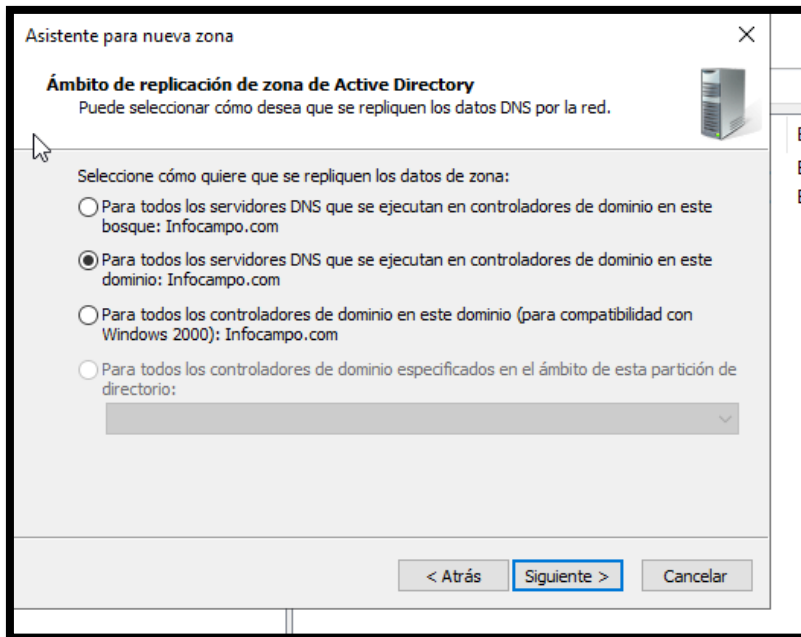 Asistente para nueva zona
Ámbito de replicación de zona de Active Directory
Puede seleccionar cómo desea que se repliquen los datos DNS por la red.
Seleccione cómo quiere que se repliquen los datos de zona:
Para todos los servidores DNS que se ejecutan en controladores de dominio en este
bosque: Infocampo.com
Para todos los servidores DNS que se ejecutan en controladores de dominio en este
dominio: Infocampo.com
Para todos los controladores de dominio en este dominio (para compatibilidad con
Windows 2000): Infocampo.com
Para todos los controladores de dominio especificados en el ámbito de esta partición de
directorio:
< Atrás Siguiente > Cancelar